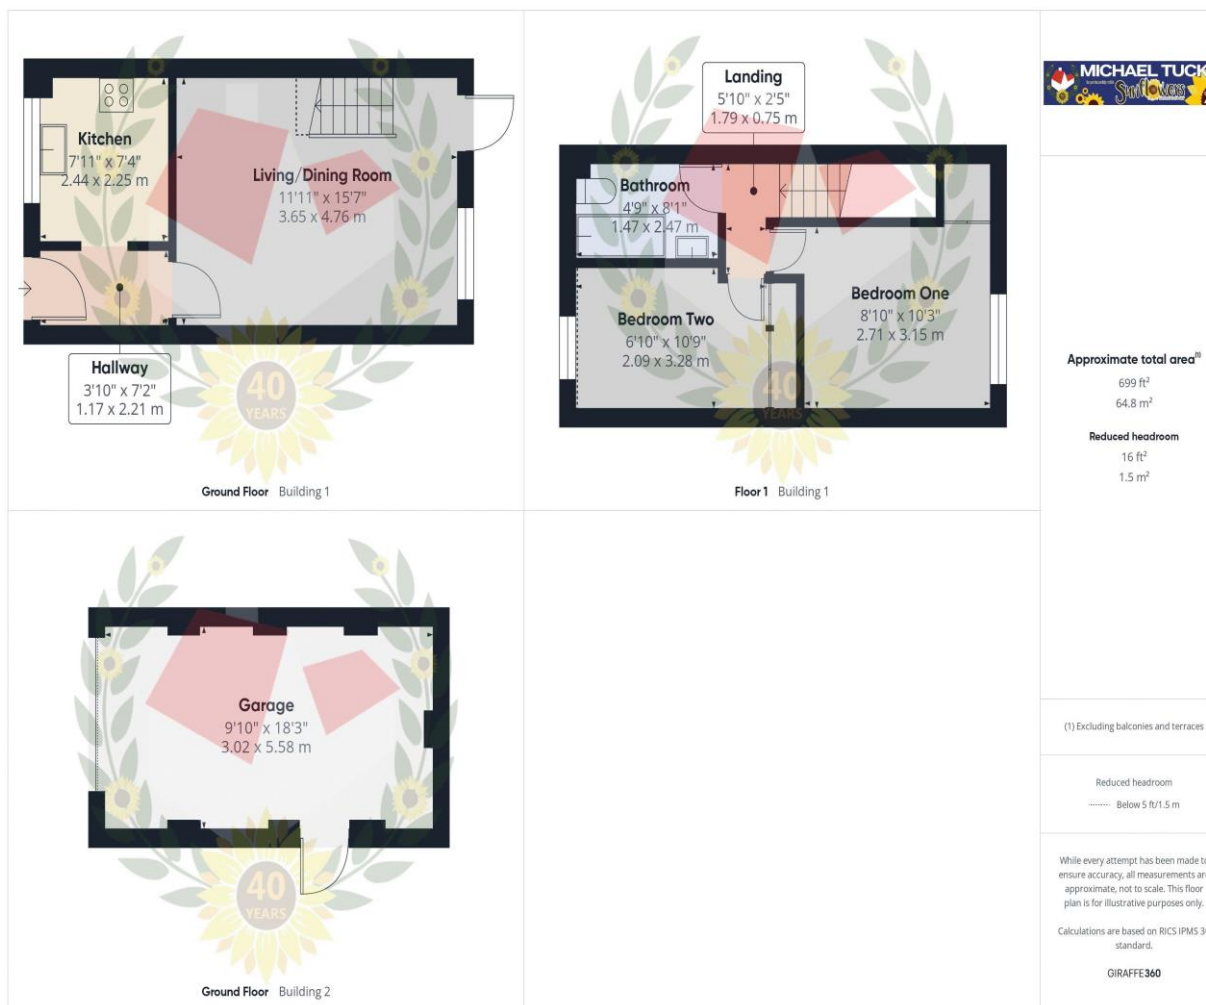 Kitchen
7'11" x 7'4"
2.44 x 2.25 m
Living/Dining Room
11'11" x 15'7"
3.65 x 4.76 m
Hallway
3'10" x 7'2"
1.17 x 2.21 m
40
YEARS
Ground Floor Building 1
Landing
5'10" x 2'5"
1.79 x 0.75 m
Bathroom
4'9" x 8'1"
1.47 x 2.47 m
Bedroom One
8'10" x 10'3"
2.71 x 3.15 m
Bedroom Two
6'10" x 10'9"
2.09 x 3.28 m
40
YEARS
Floor 1 Building 1
Garage
9'10" x 18'3"
3.02 x 5.58 m
40
YEARS
Ground Floor Building 2
MICHAEL TUCK
Sunflowers
Approximate total area(1)
699 ft²
64.8 m²
Reduced headroom
16 ft²
1.5 m²
(1) Excluding balconies and terraces
Reduced headroom
Below 5 ft/1.5 m
While every attempt has been made to
ensure accuracy, all measurements are
approximate, not to scale. This floor
plan is for illustrative purposes only.
Calculations are based on RICS IPMS 3
standard.
GIRAFFE360